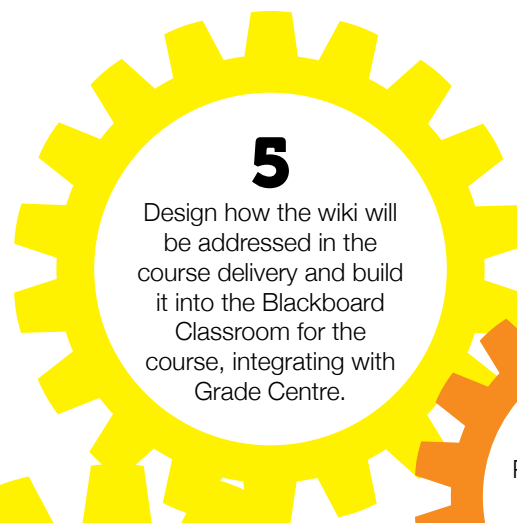 5
Design how the wiki will
be addressed in the
course delivery and build
it into the Blackboard
Classroom for the
course, integrating with
Grade Centre.